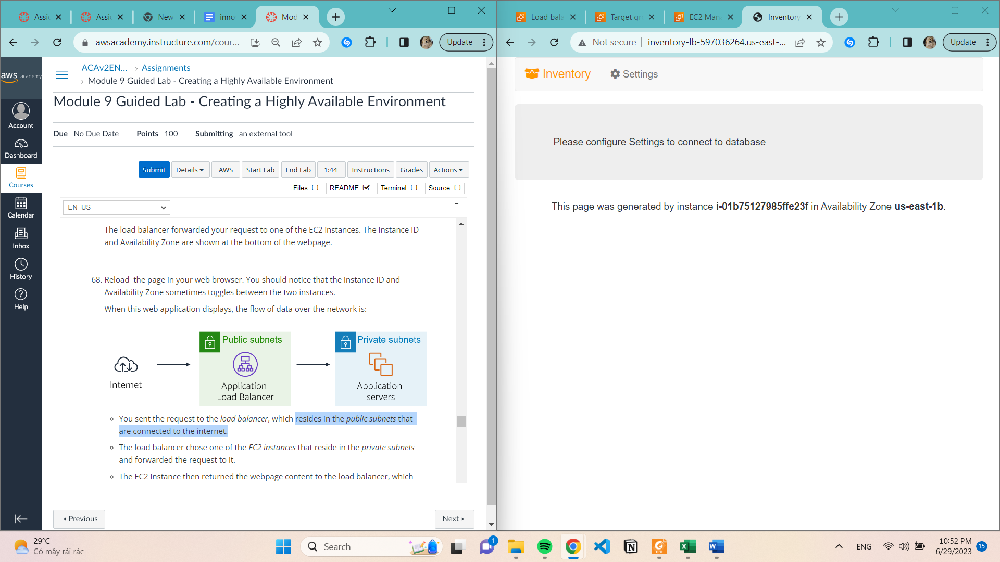 Assig
Assig
New
inno
Mod
awsacademy.instructure.com/cour...
Update
aws academy
Account
Dashboard
Courses
Calendar
Inbox
History
Help
ACAv2EN... › Assignments
› Module 9 Guided Lab - Creating a Highly Available Environment
Module 9 Guided Lab - Creating a Highly Available Environment
Due No Due Date Points 100 Submitting an external tool
Submit Details AWS Start Lab End Lab 1:44 Instructions Grades Actions
Files README Terminal Source
EN_US
-
The load balancer forwarded your request to one of the EC2 instances. The instance ID
and Availability Zone are shown at the bottom of the webpage.
68. Reload the page in your web browser. You should notice that the instance ID and
Availability Zone sometimes toggles between the two instances.
When this web application displays, the flow of data over the network is:
Public subnets
Private subnets
Internet
Application
Load Balancer
Application
servers
You sent the request to the load balancer, which resides in the public subnets that
are connected to the internet.
The load balancer chose one of the EC2 instances that reside in the private subnets
and forwarded the request to it.
The EC2 instance then returned the webpage content to the load balancer, which
Previous
Next
Load bala
Target gr
EC2 Man
Inventory
Not secure inventory-lb-597036264.us-east-...
Update
Inventory Settings
Please configure Settings to connect to database
This page was generated by instance i-01b75127985ffe23f in Availability Zone us-east-1b.
29°C
Có mây rải rác
Search
1
ENG
10:52 PM
6/29/2023
15